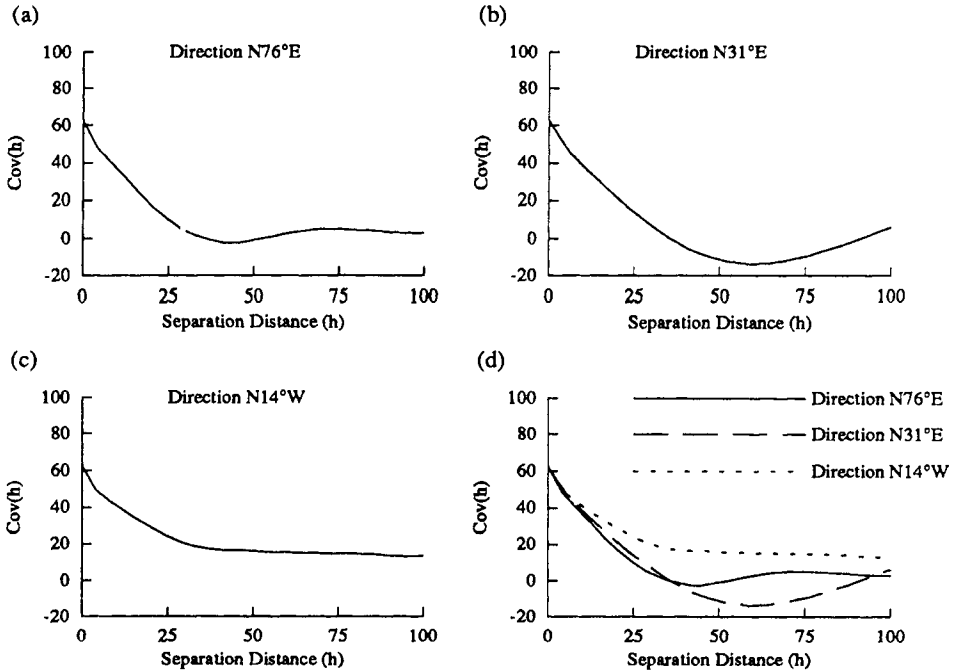 (a)
Direction N76°E
100
80
60
40
20
0
-20
Cov(h)
0 25 50 75 100
Separation Distance (h)
(b)
Direction N31°E
100
80
60
40
20
0
-20
Cov(h)
0 25 50 75 100
Separation Distance (h)
(c)
Direction N14°W
100
80
60
40
20
0
-20
Cov(h)
0 25 50 75 100
Separation Distance (h)
(d)
Direction N76°E
Direction N31°E
Direction N14°W
100
80
60
40
20
0
-20
Cov(h)
0 25 50 75 100
Separation Distance (h)